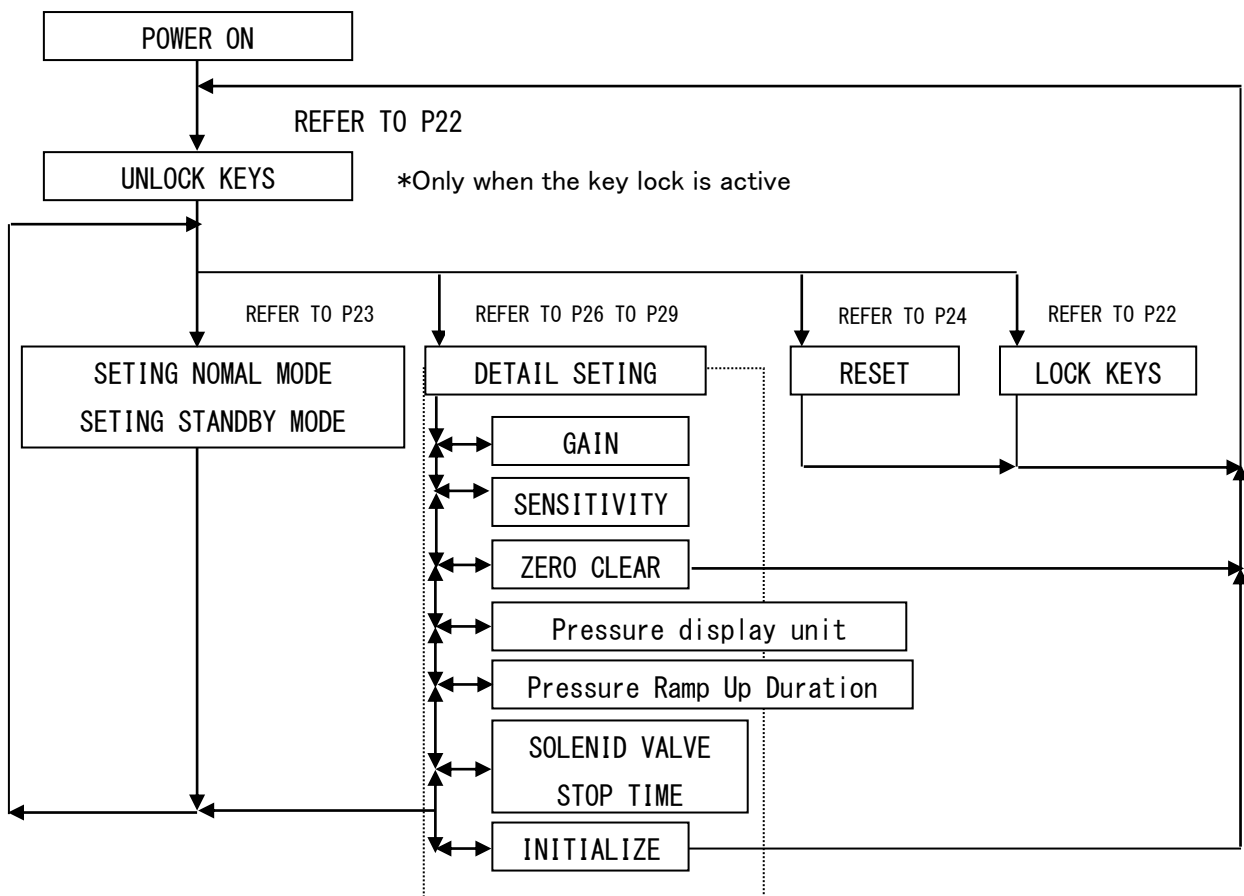 POWER ON
REFER TO P22
UNLOCK KEYS
*Only when the key lock is active
REFER TO P23
REFER TO P26 TO P29
REFER TO P24
REFER TO P22
SETING NOMAL MODE
SETING STANDBY MODE
DETAIL SETING
RESET
LOCK KEYS
GAIN
SENSITIVITY
ZERO CLEAR
Pressure display unit
Pressure Ramp Up Duration
SOLENID VALVE
STOP TIME
INITIALIZE